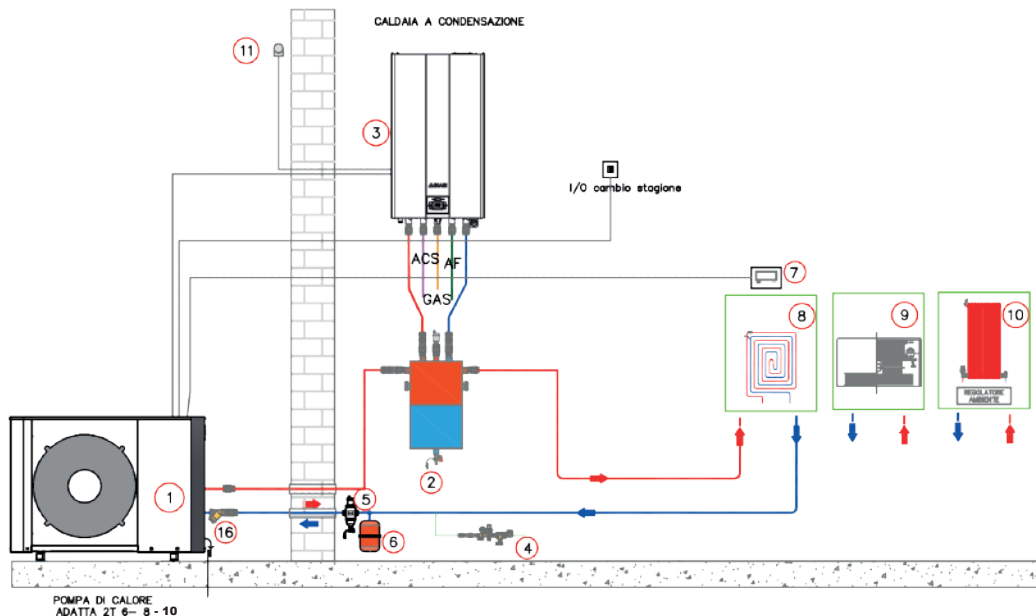 CALDAIA A CONDENSAZIONE
11
3
I/O cambio stagione
ACS
AF
GAS
7
8
9
10
REGOLATORE
AMBIENTE
1
2
5
16
6
4
POMPA DI CALORE
ADATTA 2T 6- 8 - 10